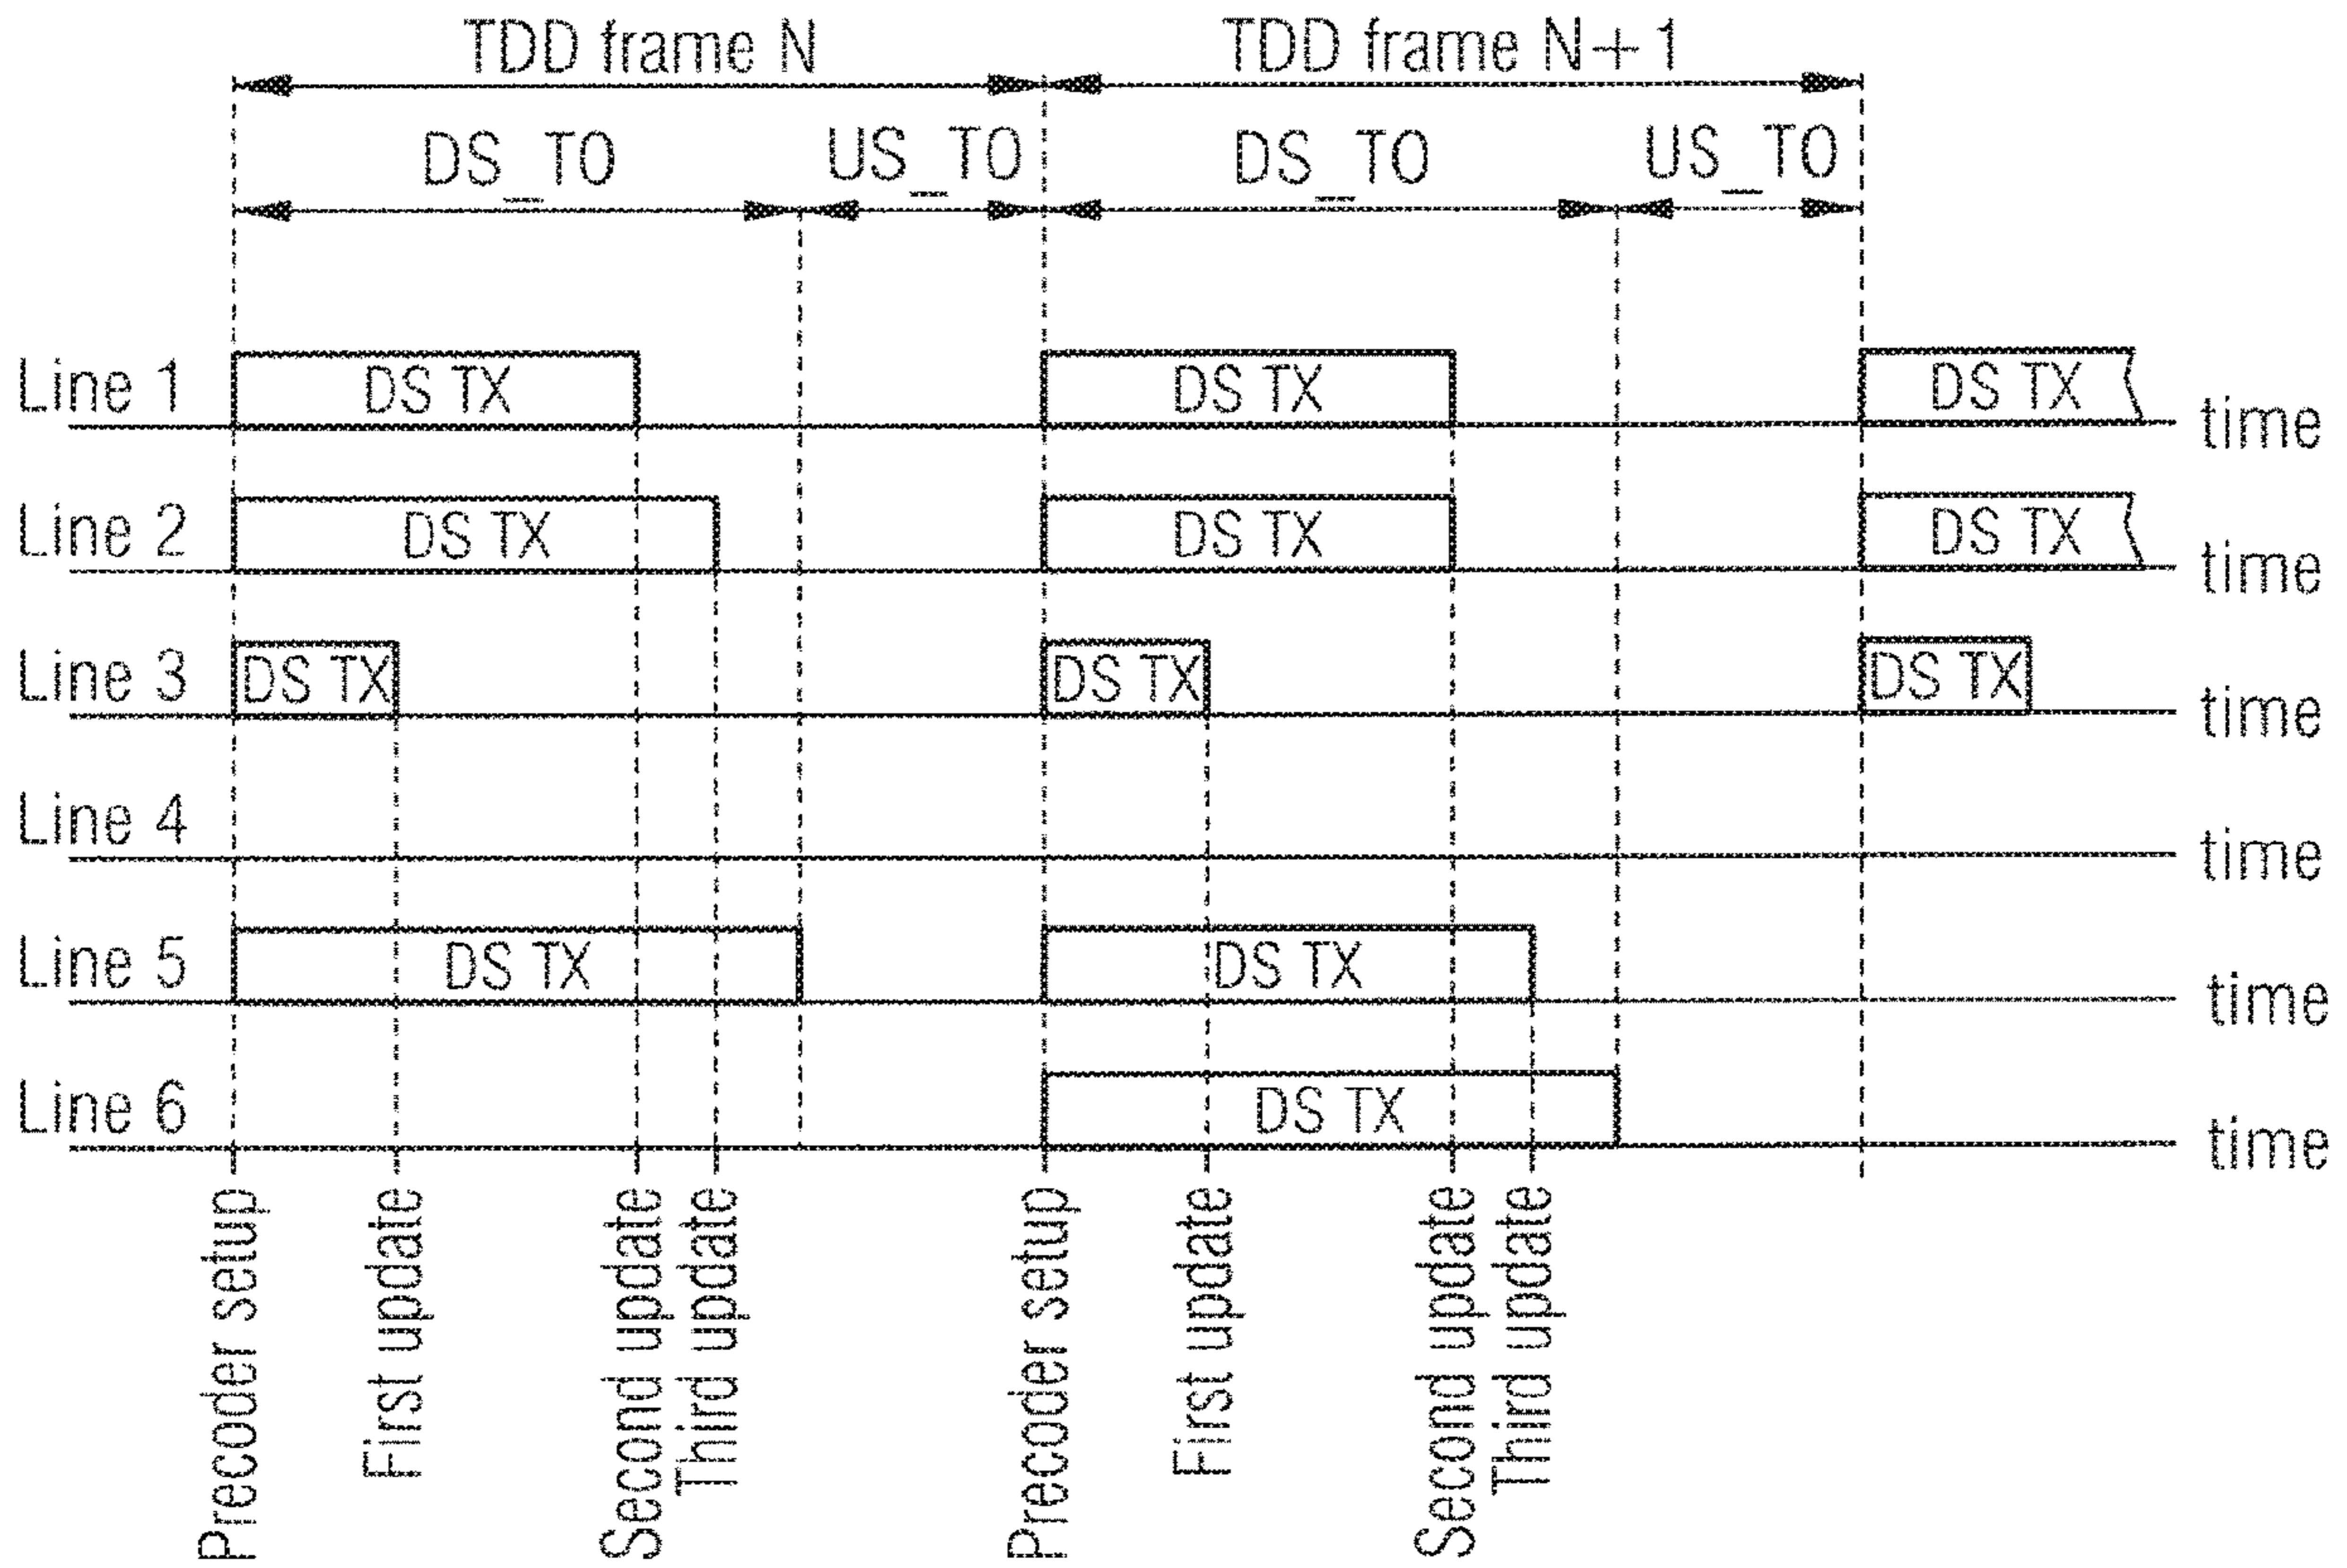 TDD frame N TDD frame N+1
DS_TO US_TO DS_TO US_TO
Line 1 DS TX DS TX DS TX time
Line 2 DS TX DS TX DS TX time
Line 3 DS TX DS TX DS TX time
Line 4 time
Line 5 DS TX DS TX time
Line 6 DS TX time
Precoder setup
First update
Second update
Third update
Precoder setup
First update
Second update
Third update